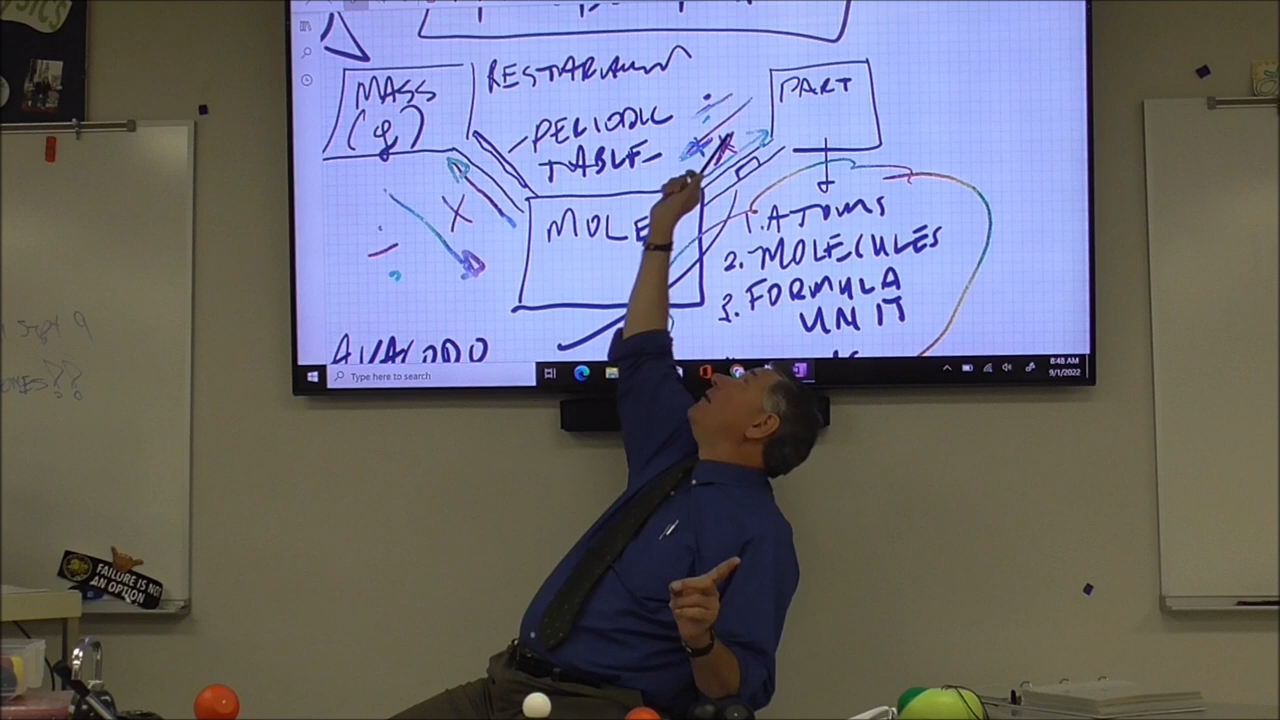 MASS
(g)
RESTARAUNT
- PERIODIC
TABLE -
÷
X X
PART
MOLE
X
÷
1. ATOMS
2. MOLECULES
3. FORMULA
UNIT
Type here to search
8:48 AM
9/1/2022
FAILURE IS NOT
AN OPTION